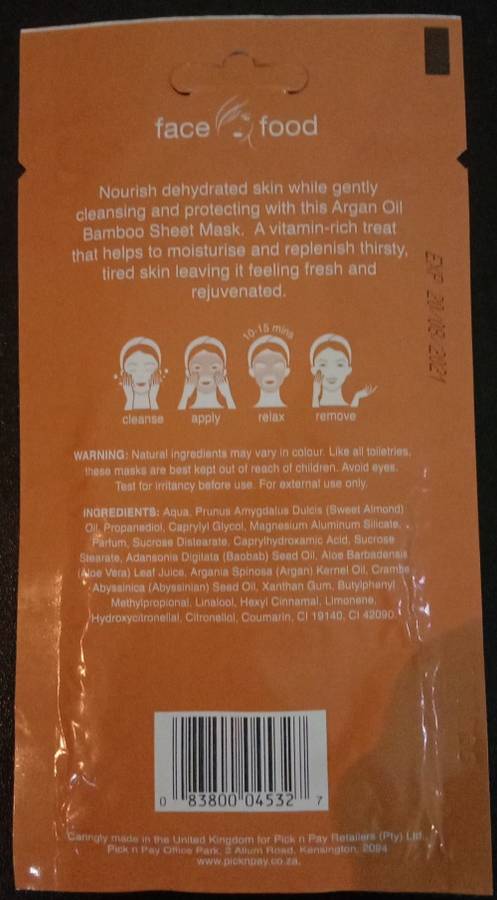 face food
Nourish dehydrated skin while gently
cleansing and protecting with this Argan Oil
Bamboo Sheet Mask. A vitamin-rich treat
that helps to moisturise and replenish thirsty,
tired skin leaving it feeling fresh and
rejuvenated.
EXP 20/09/2021
10-15 mins
cleanse apply relax remove
WARNING: Natural ingredients may vary in colour. Like all toiletries,
these masks are best kept out of reach of children. Avoid eyes.
Test for irritancy before use. For external use only.
INGREDIENTS: Aqua, Prunus Amygdalus Dulcis (Sweet Almond)
Oil, Propanediol, Caprylyl Glycol, Magnesium Aluminum Silicate,
Parfum, Sucrose Distearate, Caprylhydroxamic Acid, Sucrose
Stearate, Adansonia Digitata (Baobab) Seed Oil, Aloe Barbadensis
(Aloe Vera) Leaf Juice, Argania Spinosa (Argan) Kernel Oil, Crambe
Abyssinica (Abyssinian) Seed Oil, Xanthan Gum, Butylphenyl
Methylpropional, Linalool, Hexyl Cinnamal, Limonene,
Hydroxycitronellal, Citronellol, Coumarin, CI 19140, CI 42090.
0 83800 04532 7
Caringly made in the United Kingdom for Pick n Pay Retailers (Pty) Ltd.,
Pick n Pay Office Park, 2 Allum Road, Kensington, 2094
www.picknpay.co.za.